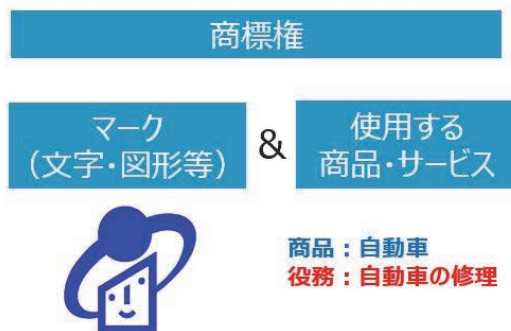 商標権
マーク
（文字・図形等）
&
使用する
商品・サービス
商品：自動車
役務：自動車の修理